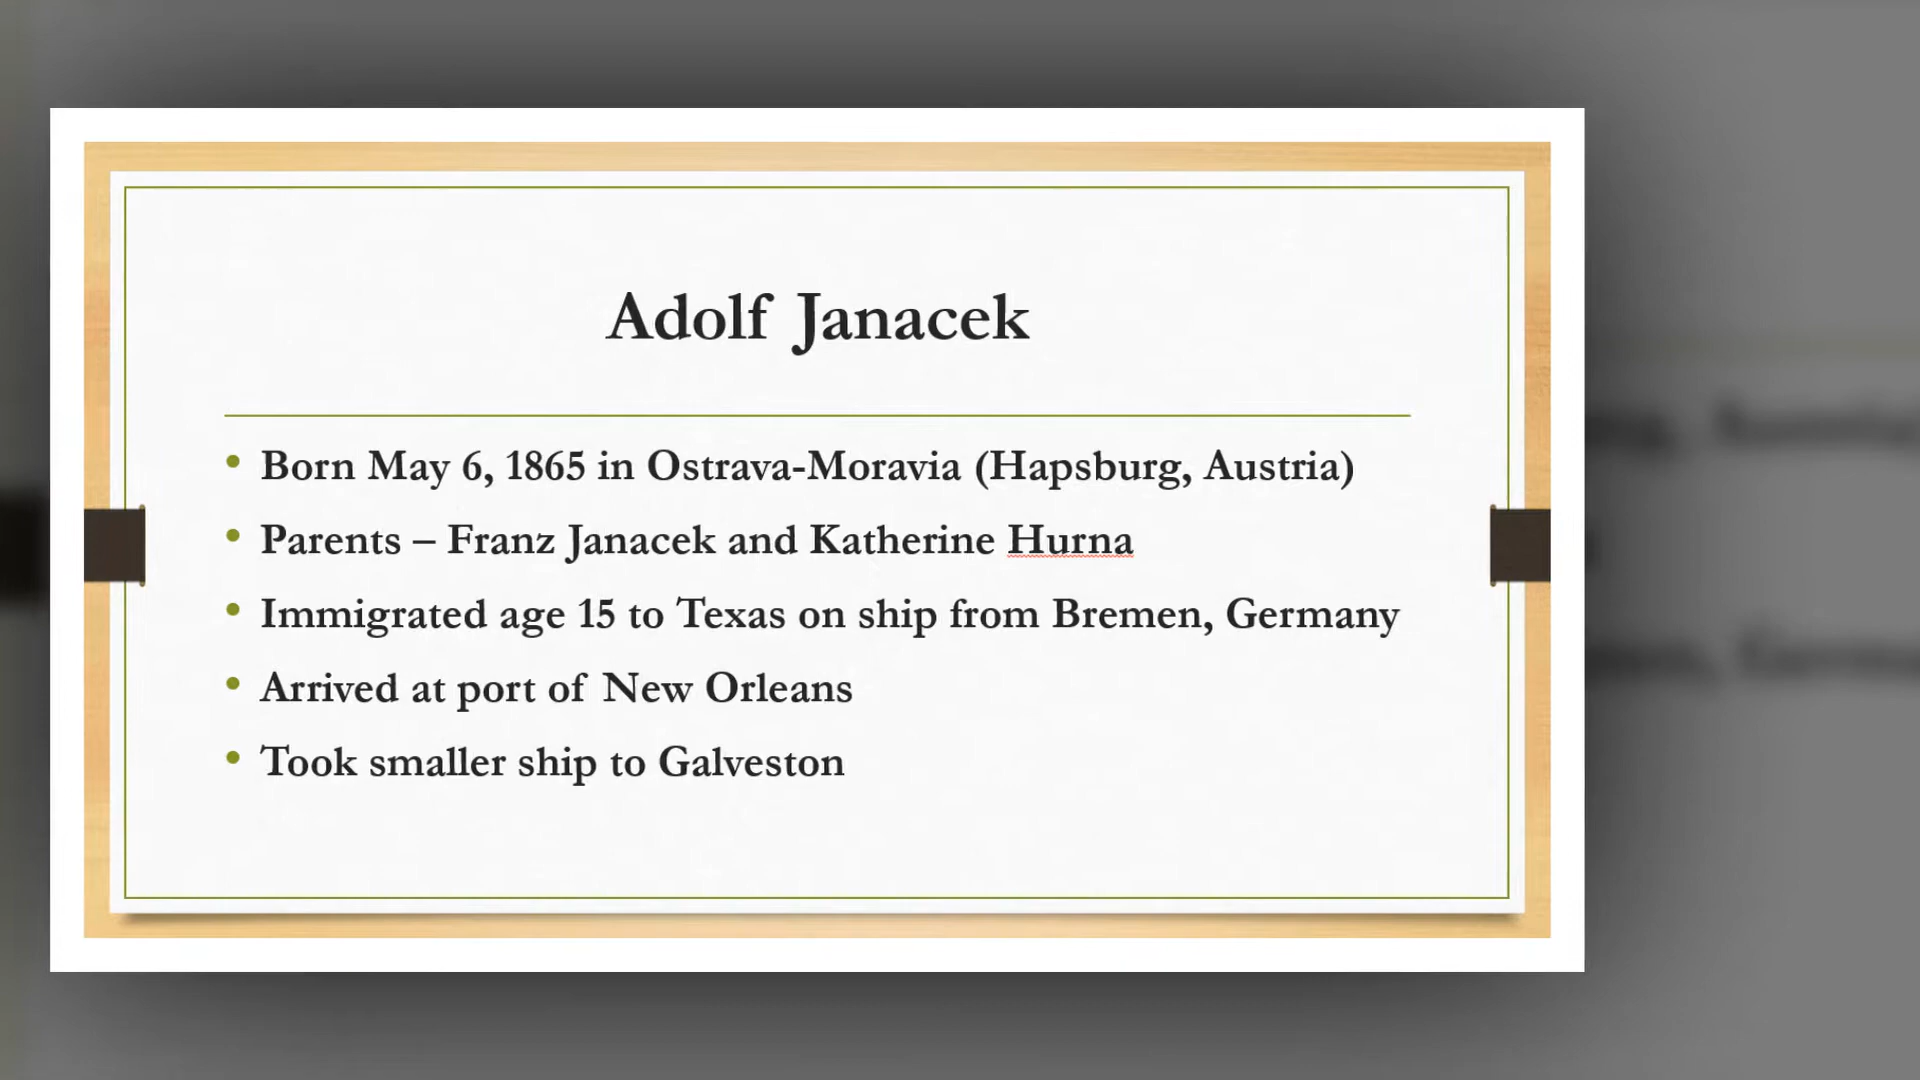 Adolf Janacek
• Born May 6, 1865 in Ostrava-Moravia (Hapsburg, Austria)
• Parents – Franz Janacek and Katherine Hurna
• Immigrated age 15 to Texas on ship from Bremen, Germany
• Arrived at port of New Orleans
• Took smaller ship to Galveston